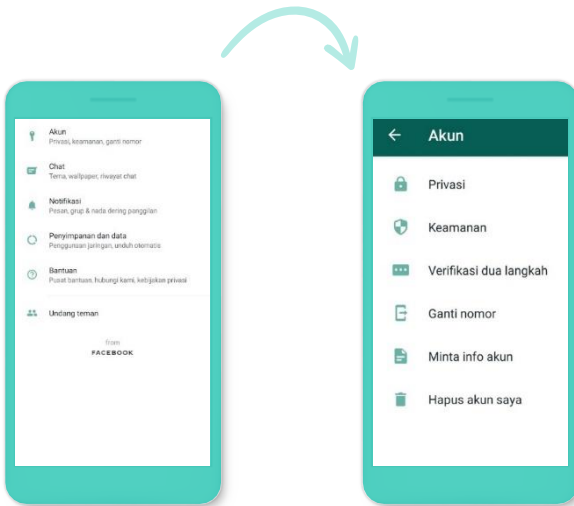 Akun
Privasi, keamanan, ganti nomor
Chat
Tema, wallpaper, riwayat chat
Notifikasi
Pesan, grup & nada dering panggilan
Penyimpanan dan data
Penggunaan jaringan, unduh otomatis
Bantuan
Pusat bantuan, hubungi kami, kebijakan privasi
Undang teman
from
FACEBOOK
Akun
Privasi
Keamanan
Verifikasi dua langkah
Ganti nomor
Minta info akun
Hapus akun saya